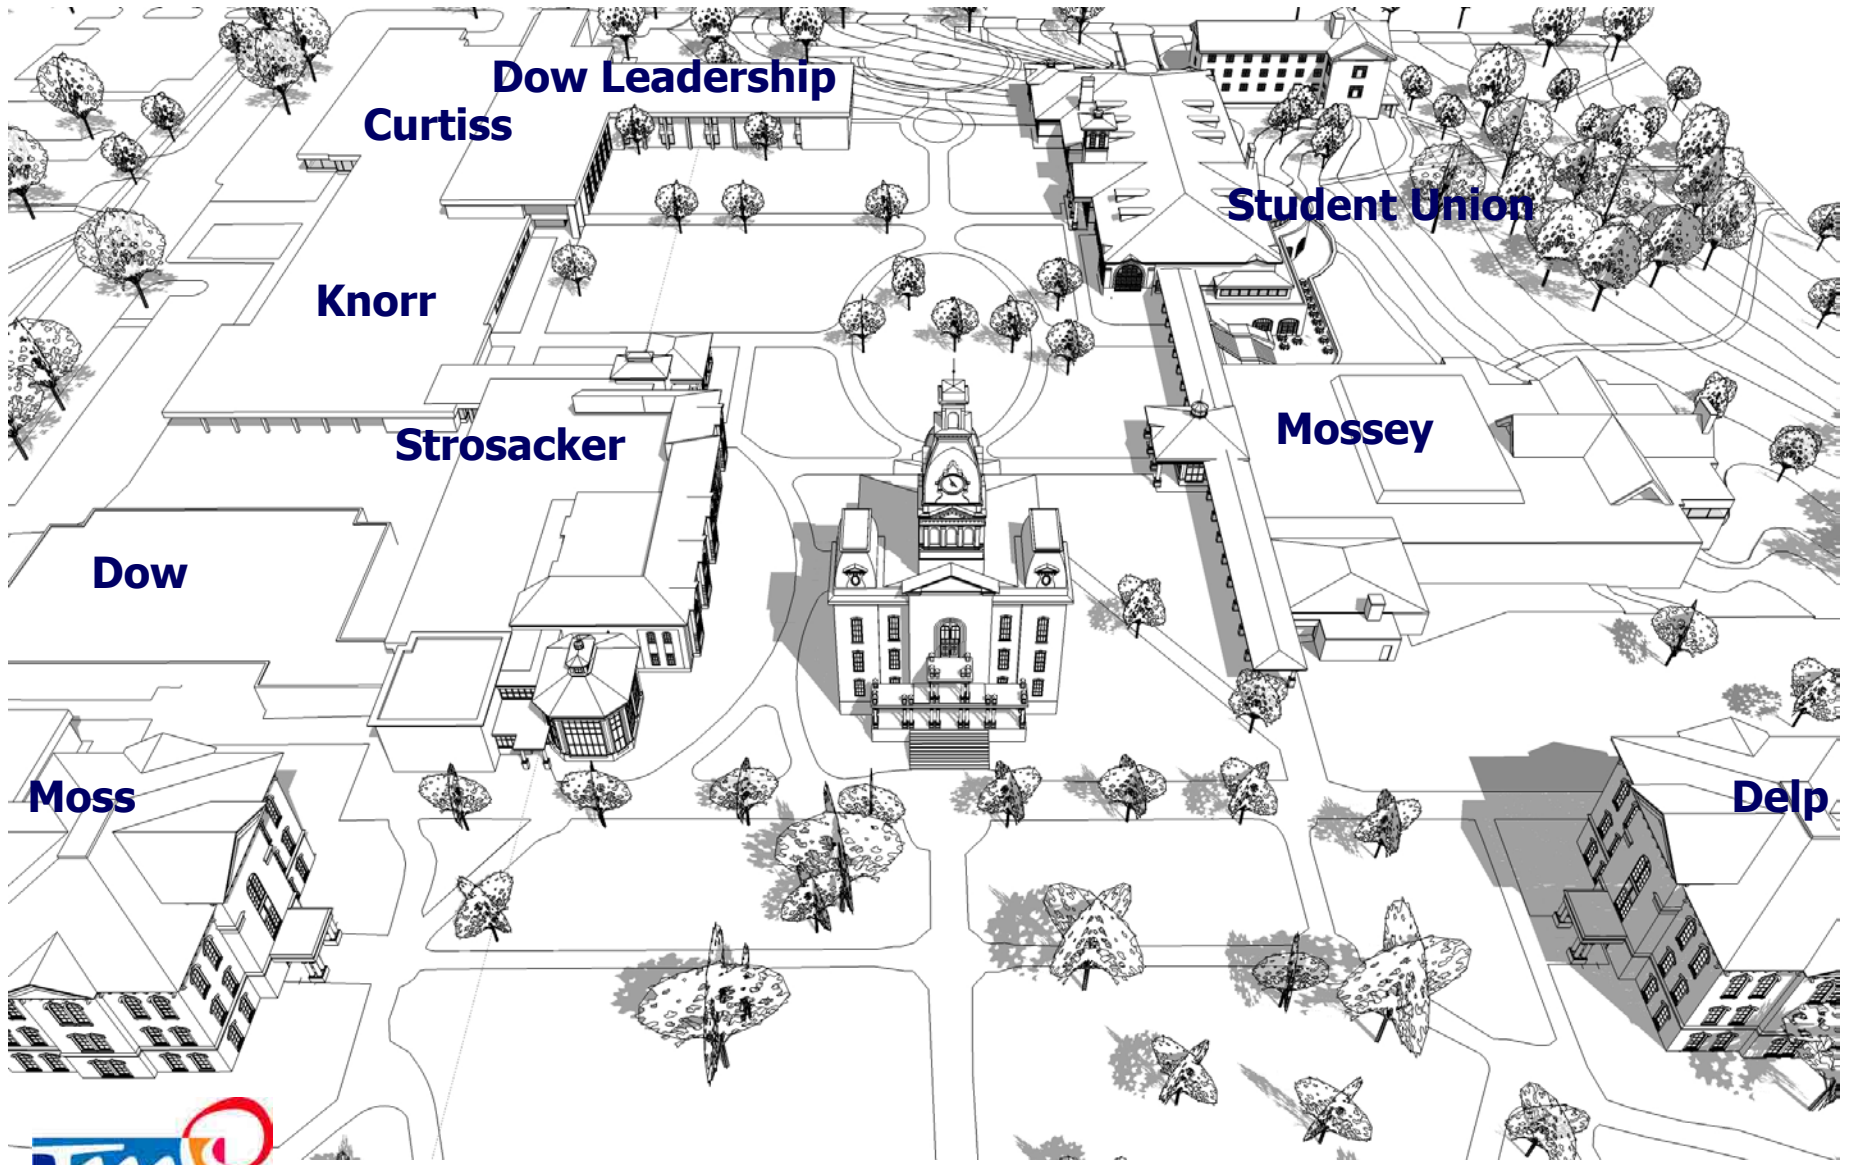 Dow Leadership
Curtiss
Student Union
Knorr
Mossey
Strosacker
Dow
Moss
Delp